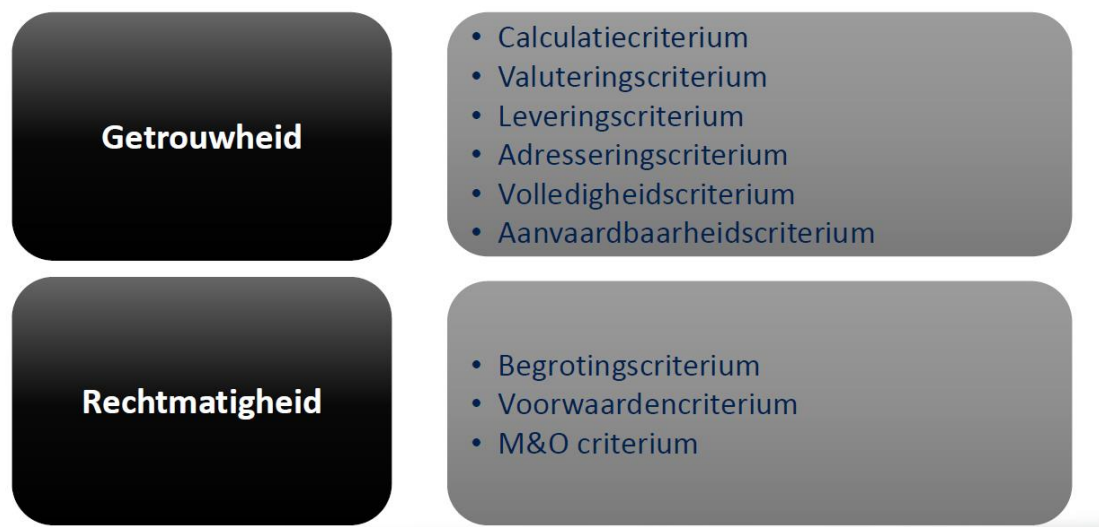 Getrouwheid
• Calculatiecriterium
• Valuteringscriterium
• Leveringscriterium
• Adresseringscriterium
• Volledigheidscriterium
• Aanvaardbaarheidscriterium
Rechtmatigheid
• Begrotingscriterium
• Voorwaardencriterium
• M&O criterium